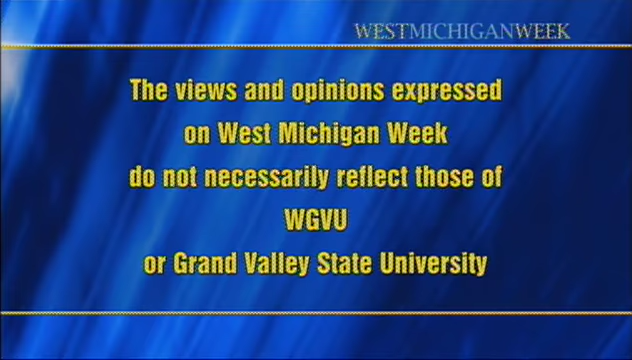 WESTMICHIGANWEEK
The views and opinions expressed
on West Michigan Week
do not necessarily reflect those of
WGVU
or Grand Valley State University